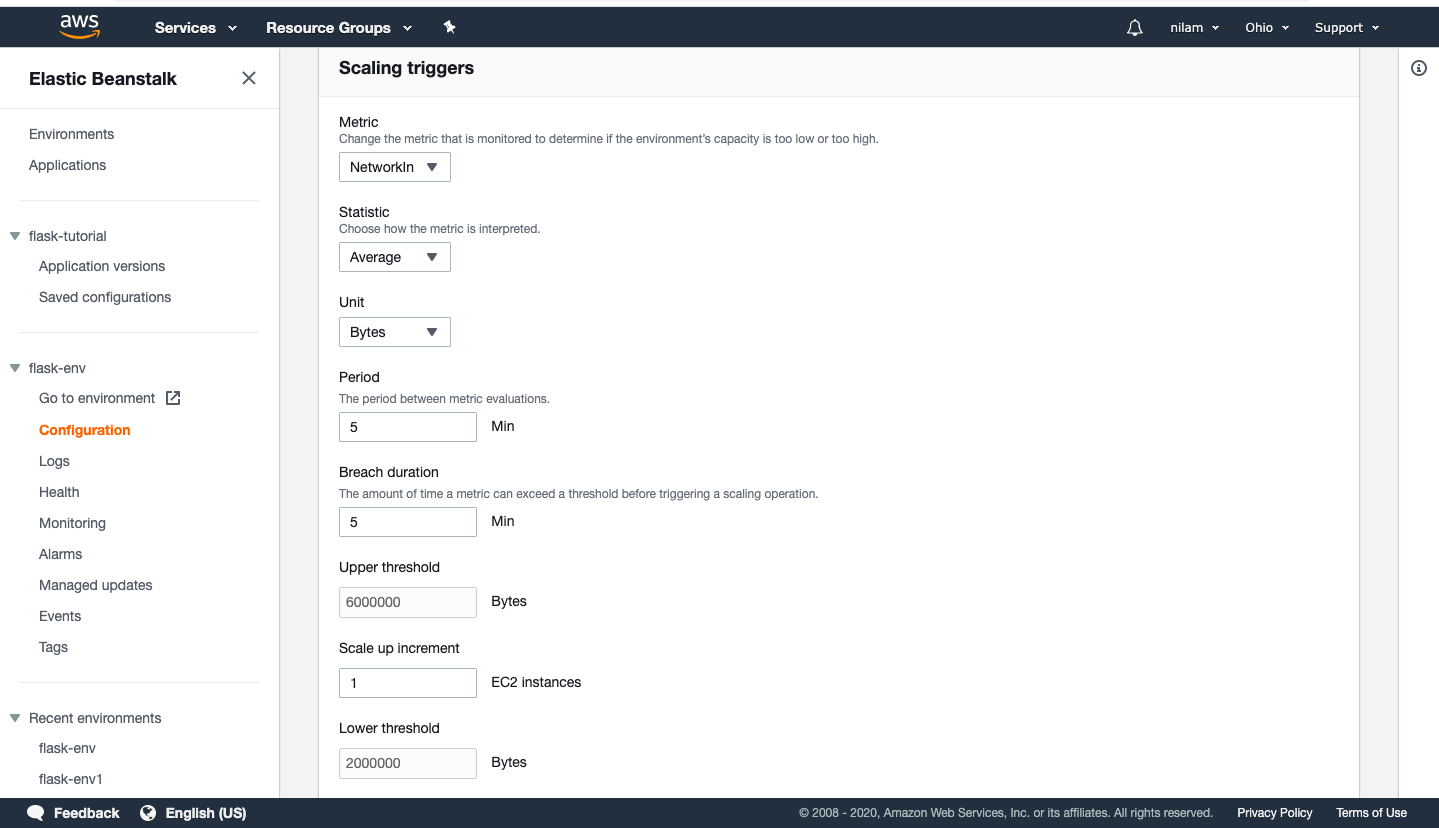 aws
Services
Resource Groups
nilam
Ohio
Support
Elastic Beanstalk
Environments
Applications
flask-tutorial
Application versions
Saved configurations
flask-env
Go to environment
Configuration
Logs
Health
Monitoring
Alarms
Managed updates
Events
Tags
Recent environments
flask-env
flask-env1
Scaling triggers
Metric
Change the metric that is monitored to determine if the environment's capacity is too low or too high.
NetworkIn
Statistic
Choose how the metric is interpreted.
Average
Unit
Bytes
Period
The period between metric evaluations.
5 Min
Breach duration
The amount of time a metric can exceed a threshold before triggering a scaling operation.
5 Min
Upper threshold
6000000 Bytes
Scale up increment
1 EC2 instances
Lower threshold
2000000 Bytes
Feedback
English (US)
© 2008 - 2020, Amazon Web Services, Inc. or its affiliates. All rights reserved.
Privacy Policy
Terms of Use